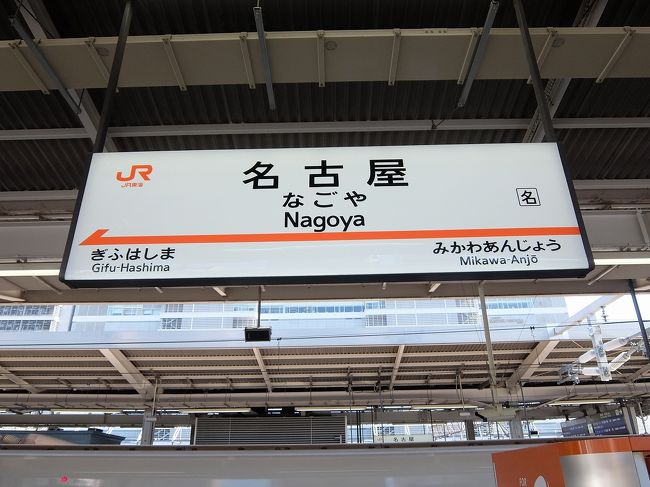 JR
JR東海
名古屋
なごや
Nagoya
名
ぎふはしま
Gifu-Hashima
みかわあんじょう
Mikawa-Anjō
名古屋
FOR